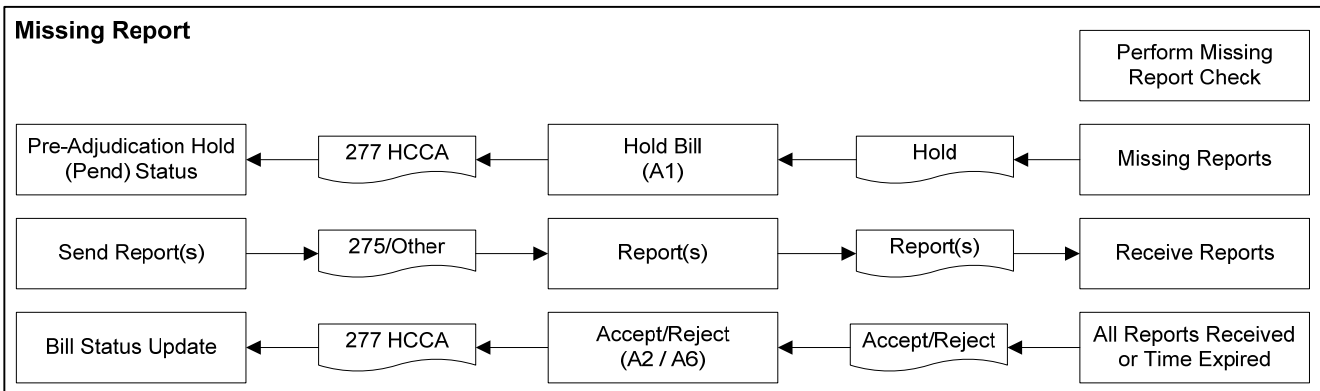 Missing Report
Perform Missing
Report Check
Pre-Adjudication Hold
(Pend) Status
277 HCCA
Hold Bill
(A1)
Hold
Missing Reports
Send Report(s)
275/Other
Report(s)
Report(s)
Receive Reports
Bill Status Update
277 HCCA
Accept/Reject
(A2 / A6)
Accept/Reject
All Reports Received
or Time Expired